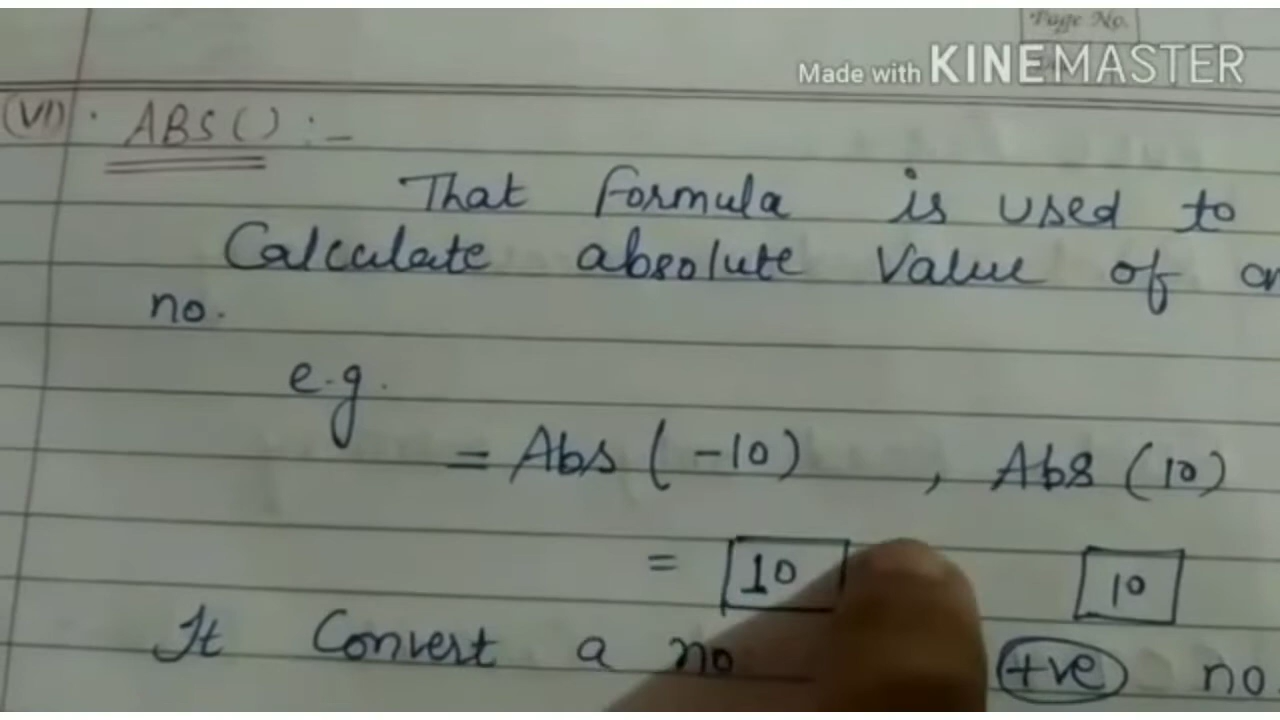 Page No.
Made with KINEMASTER
(VI). ABS() :-
That formula is used to
Calculate absolute Value of
no.
e.g.
= Abs (-10) , Abs (10)
= 10 10
It Convert a no +ve no.